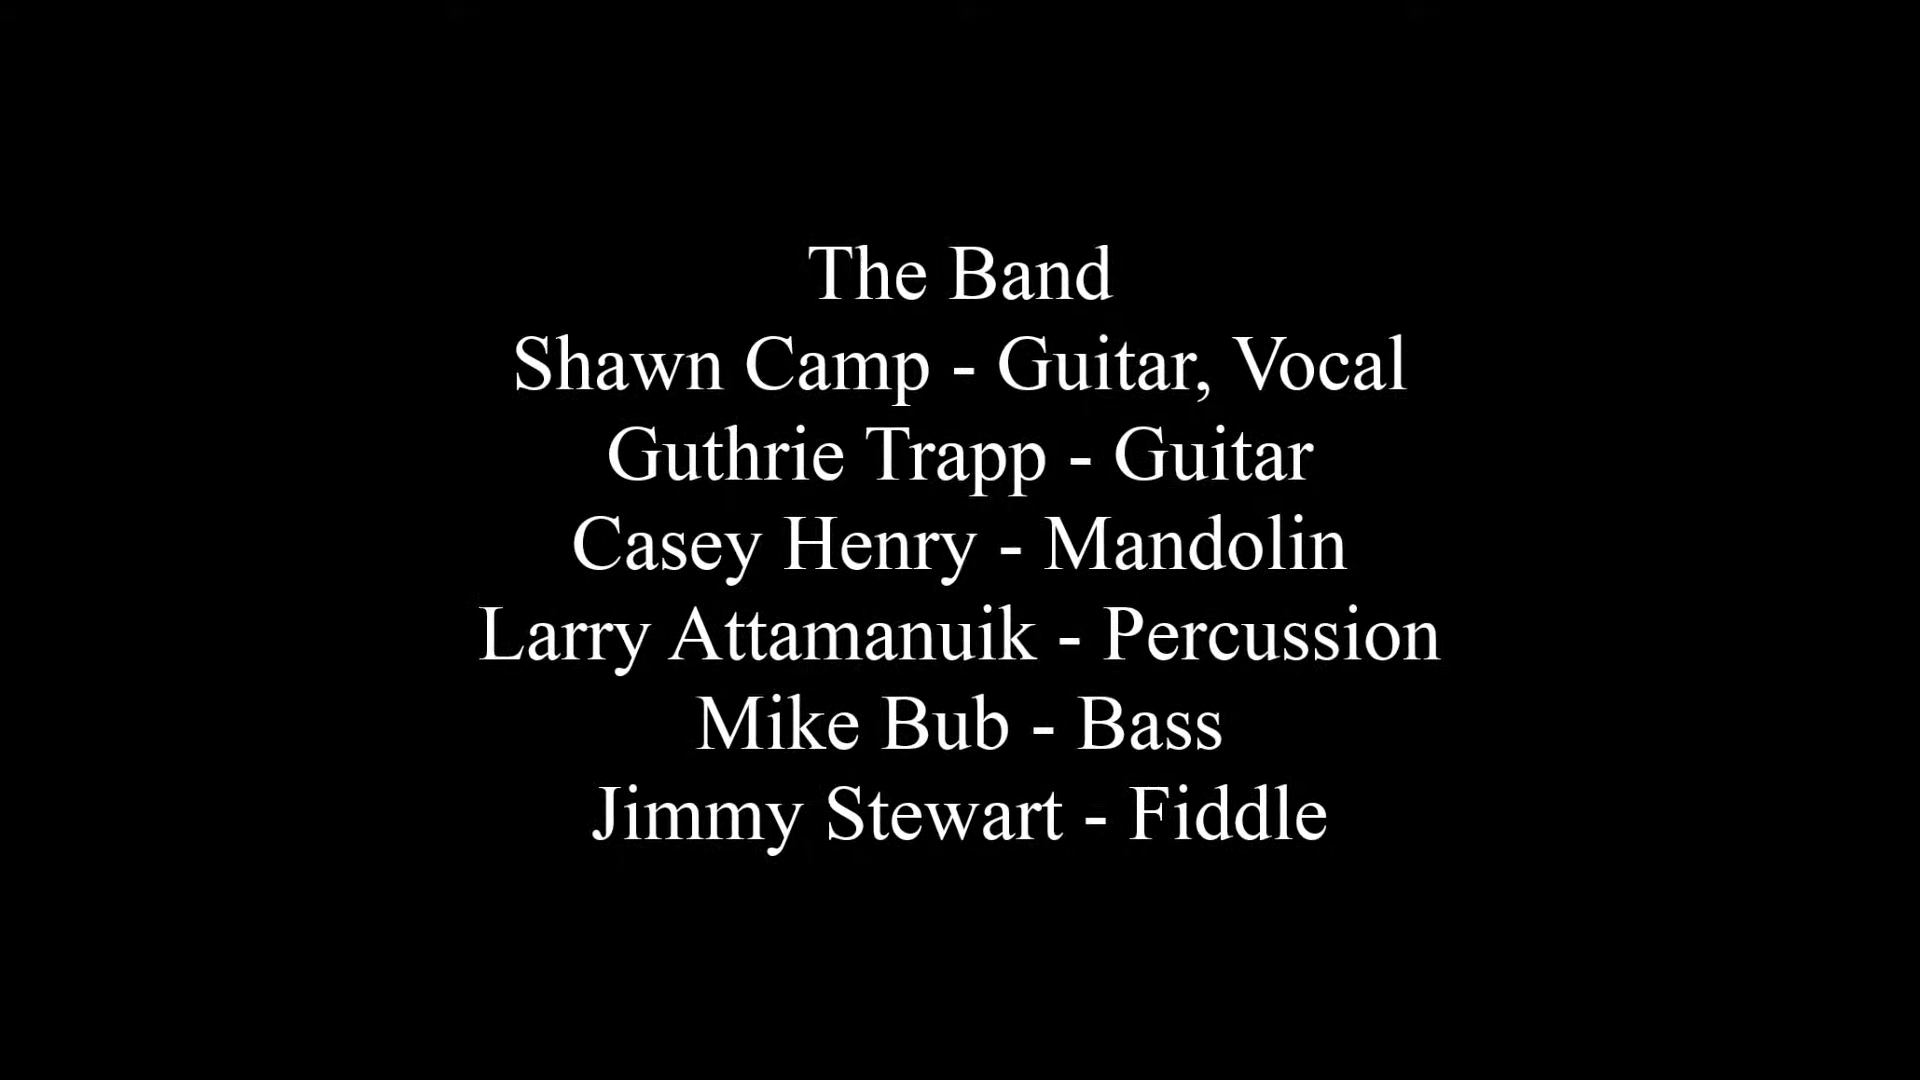 The Band
Shawn Camp - Guitar, Vocal
Guthrie Trapp - Guitar
Casey Henry - Mandolin
Larry Attamanuik - Percussion
Mike Bub - Bass
Jimmy Stewart - Fiddle